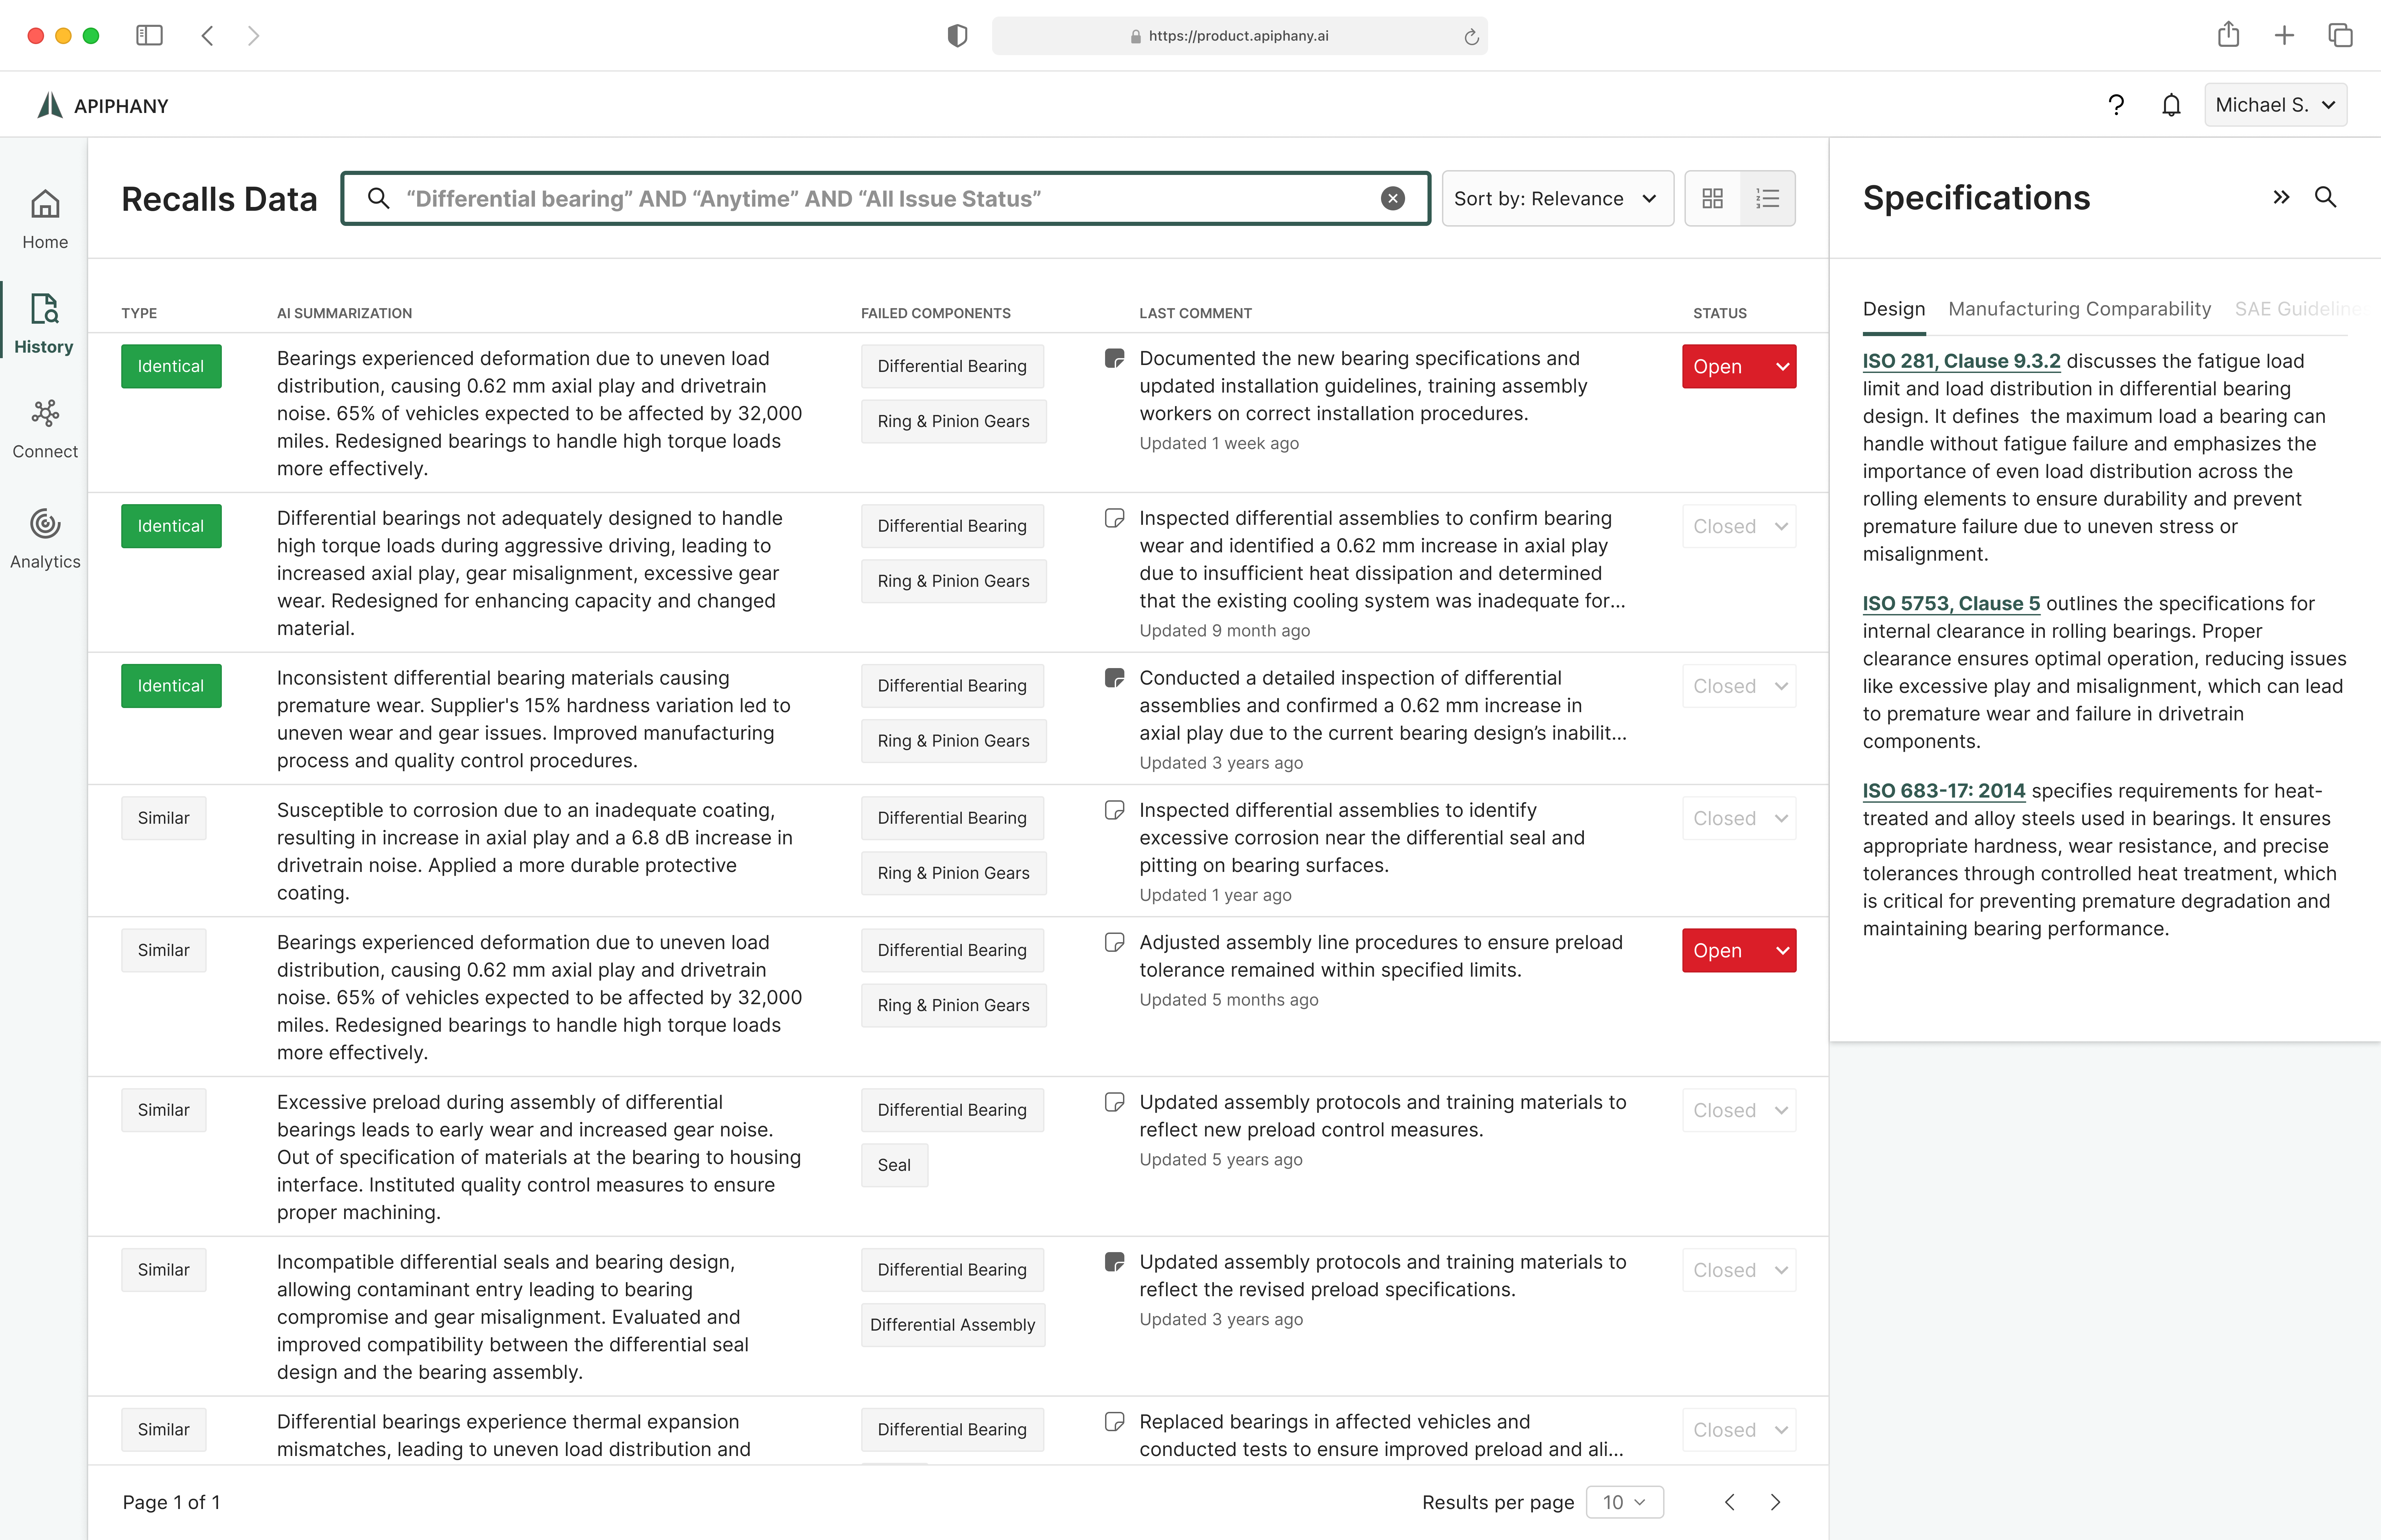 https://product.apiphany.ai
APIPHANY
Michael S.
Home
History
Connect
Analytics
Recalls Data
“Differential bearing” AND “Anytime” AND “All Issue Status”
Sort by: Relevance
TYPE
AI SUMMARIZATION
FAILED COMPONENTS
LAST COMMENT
STATUS
Identical
Bearings experienced deformation due to uneven load
distribution, causing 0.62 mm axial play and drivetrain
noise. 65% of vehicles expected to be affected by 32,000
miles. Redesigned bearings to handle high torque loads
more effectively.
Differential Bearing
Ring & Pinion Gears
Documented the new bearing specifications and
updated installation guidelines, training assembly
workers on correct installation procedures.
Updated 1 week ago
Open
Identical
Differential bearings not adequately designed to handle
high torque loads during aggressive driving, leading to
increased axial play, gear misalignment, excessive gear
wear. Redesigned for enhancing capacity and changed
material.
Differential Bearing
Ring & Pinion Gears
Inspected differential assemblies to confirm bearing
wear and identified a 0.62 mm increase in axial play
due to insufficient heat dissipation and determined
that the existing cooling system was inadequate for...
Updated 9 month ago
Closed
Identical
Inconsistent differential bearing materials causing
premature wear. Supplier's 15% hardness variation led to
uneven wear and gear issues. Improved manufacturing
process and quality control procedures.
Differential Bearing
Ring & Pinion Gears
Conducted a detailed inspection of differential
assemblies and confirmed a 0.62 mm increase in
axial play due to the current bearing design’s inabilit...
Updated 3 years ago
Closed
Similar
Susceptible to corrosion due to an inadequate coating,
resulting in increase in axial play and a 6.8 dB increase in
drivetrain noise. Applied a more durable protective
coating.
Differential Bearing
Ring & Pinion Gears
Inspected differential assemblies to identify
excessive corrosion near the differential seal and
pitting on bearing surfaces.
Updated 1 year ago
Closed
Similar
Bearings experienced deformation due to uneven load
distribution, causing 0.62 mm axial play and drivetrain
noise. 65% of vehicles expected to be affected by 32,000
miles. Redesigned bearings to handle high torque loads
more effectively.
Differential Bearing
Ring & Pinion Gears
Adjusted assembly line procedures to ensure preload
tolerance remained within specified limits.
Updated 5 months ago
Open
Similar
Excessive preload during assembly of differential
bearings leads to early wear and increased gear noise.
Out of specification of materials at the bearing to housing
interface. Instituted quality control measures to ensure
proper machining.
Differential Bearing
Seal
Updated assembly protocols and training materials to
reflect new preload control measures.
Updated 5 years ago
Closed
Similar
Incompatible differential seals and bearing design,
allowing contaminant entry leading to bearing
compromise and gear misalignment. Evaluated and
improved compatibility between the differential seal
design and the bearing assembly.
Differential Bearing
Differential Assembly
Updated assembly protocols and training materials to
reflect the revised preload specifications.
Updated 3 years ago
Closed
Similar
Differential bearings experience thermal expansion
mismatches, leading to uneven load distribution and
Differential Bearing
Replaced bearings in affected vehicles and
conducted tests to ensure improved preload and ali...
Closed
Page 1 of 1
Results per page
10
Specifications
Design
Manufacturing Comparability
SAE Guidelines
ISO 281, Clause 9.3.2 discusses the fatigue load
limit and load distribution in differential bearing
design. It defines  the maximum load a bearing can
handle without fatigue failure and emphasizes the
importance of even load distribution across the
rolling elements to ensure durability and prevent
premature failure due to uneven stress or
misalignment.
ISO 5753, Clause 5 outlines the specifications for
internal clearance in rolling bearings. Proper
clearance ensures optimal operation, reducing issues
like excessive play and misalignment, which can lead
to premature wear and failure in drivetrain
components.
ISO 683-17: 2014 specifies requirements for heat-
treated and alloy steels used in bearings. It ensures
appropriate hardness, wear resistance, and precise
tolerances through controlled heat treatment, which
is critical for preventing premature degradation and
maintaining bearing performance.